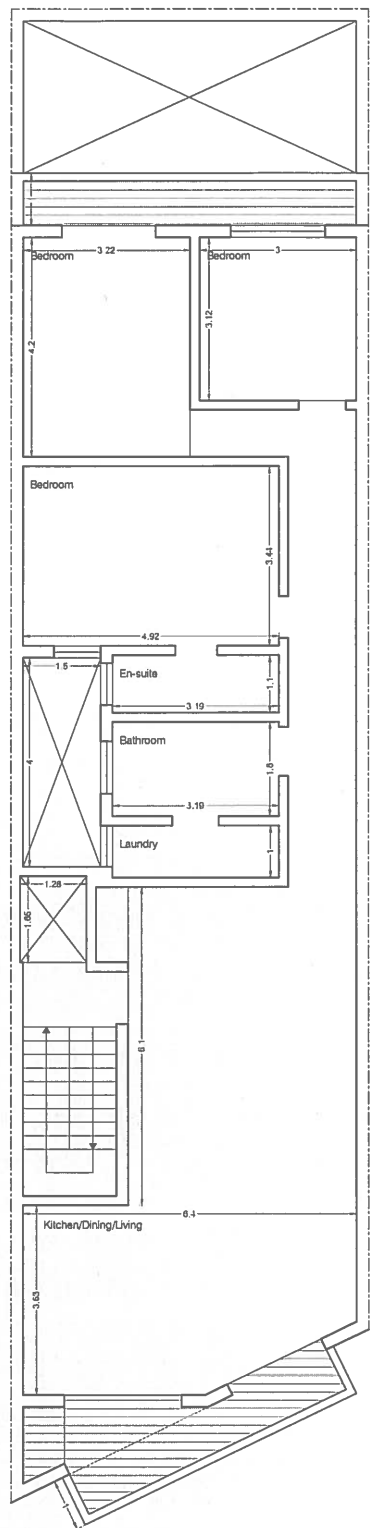 3.22
Bedroom
3
Bedroom
4.2
3.12
Bedroom
3.44
4.92
1.5
En-suite
1.1
3.19
4
Bathroom
1.8
3.19
Laundry
1
1.28
1.65
6.1
6.4
Kitchen/Dining/Living
3.63
1